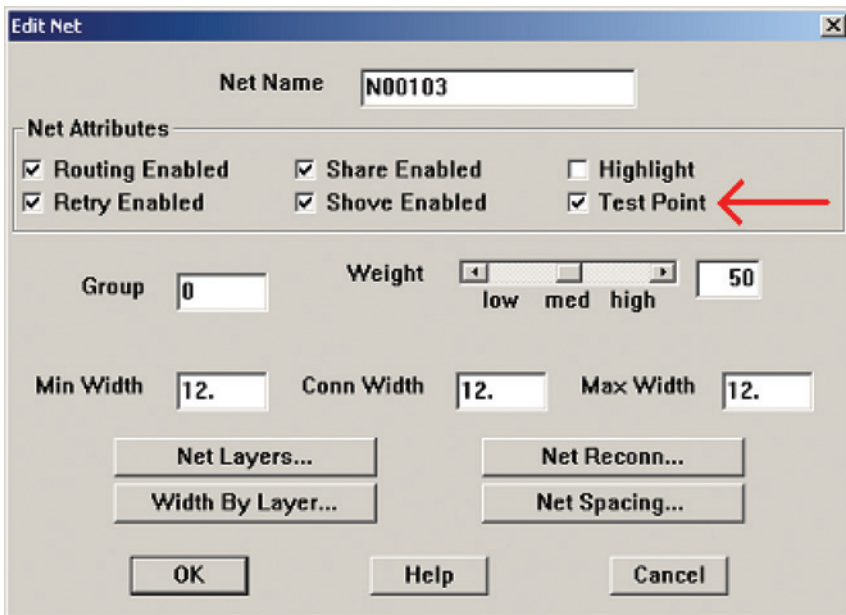 Edit Net
Net Name N00103
Net Attributes
Routing Enabled Share Enabled Highlight
Retry Enabled Shove Enabled Test Point
Group 0 Weight 50
low med high
Min Width 12. Conn Width 12. Max Width 12.
Net Layers... Net Reconn...
Width By Layer... Net Spacing...
OK Help Cancel